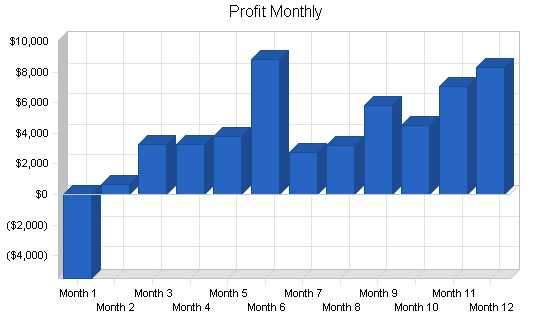 Profit Monthly
$10,000
$8,000
$6,000
$4,000
$2,000
$0
($2,000)
($4,000)
Month 1 Month 3 Month 5 Month 7 Month 9 Month 11
Month 2 Month 4 Month 6 Month 8 Month 10 Month 12